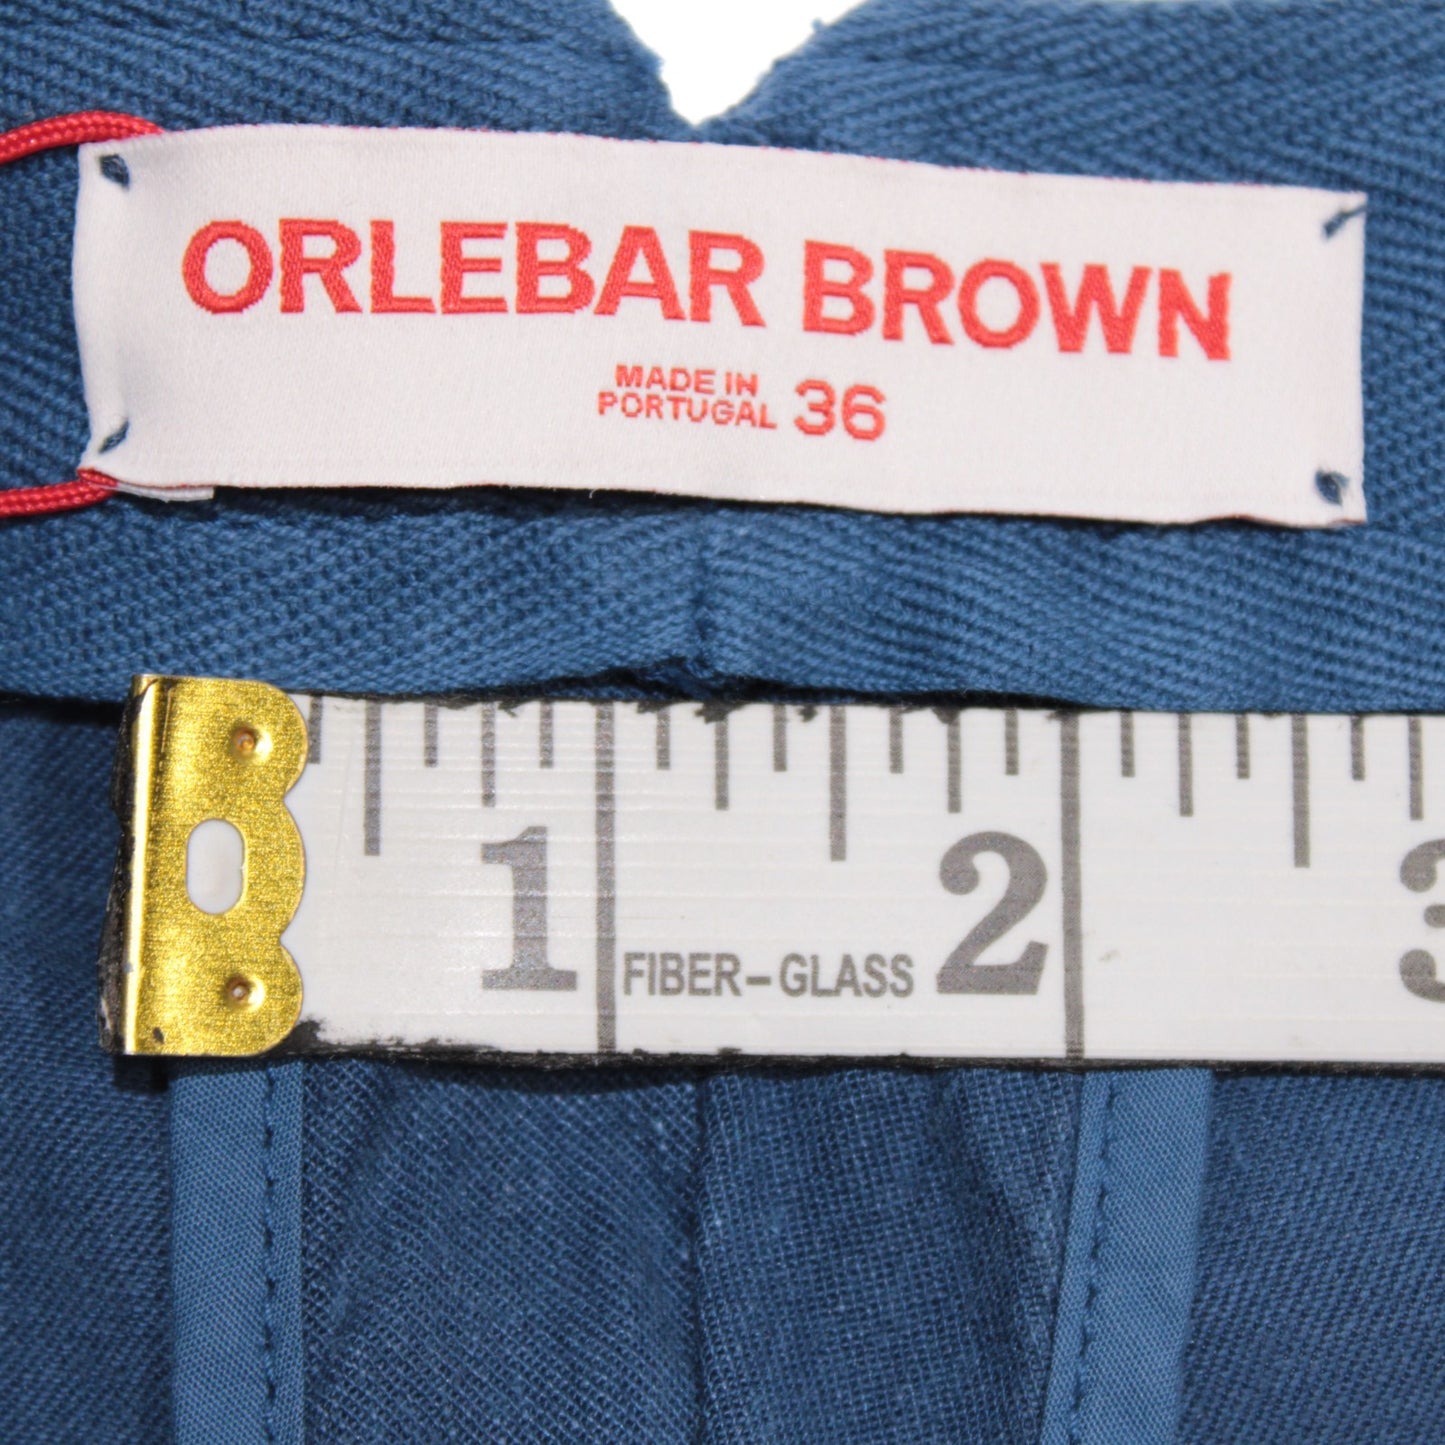 ORLEBAR BROWN
MADE IN
PORTUGAL 36
1 FIBER-GLASS 2 3